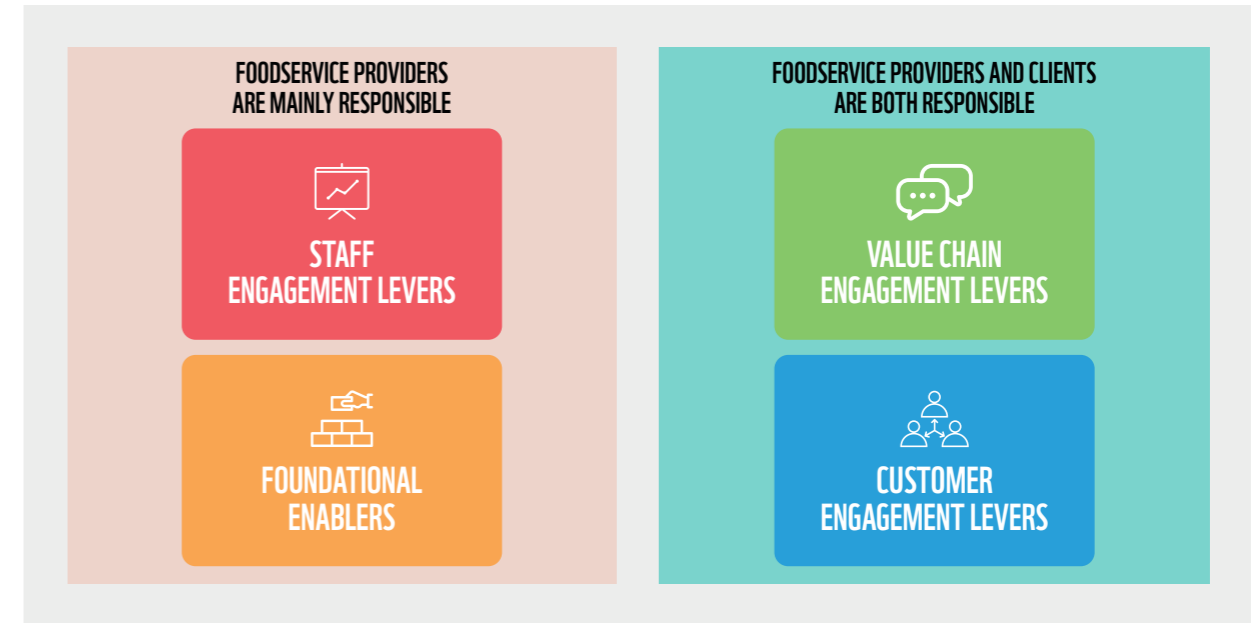 FOODSERVICE PROVIDERS
ARE MAINLY RESPONSIBLE
STAFF
ENGAGEMENT LEVERS
FOUNDATIONAL
ENABLERS
FOODSERVICE PROVIDERS AND CLIENTS
ARE BOTH RESPONSIBLE
VALUE CHAIN
ENGAGEMENT LEVERS
CUSTOMER
ENGAGEMENT LEVERS